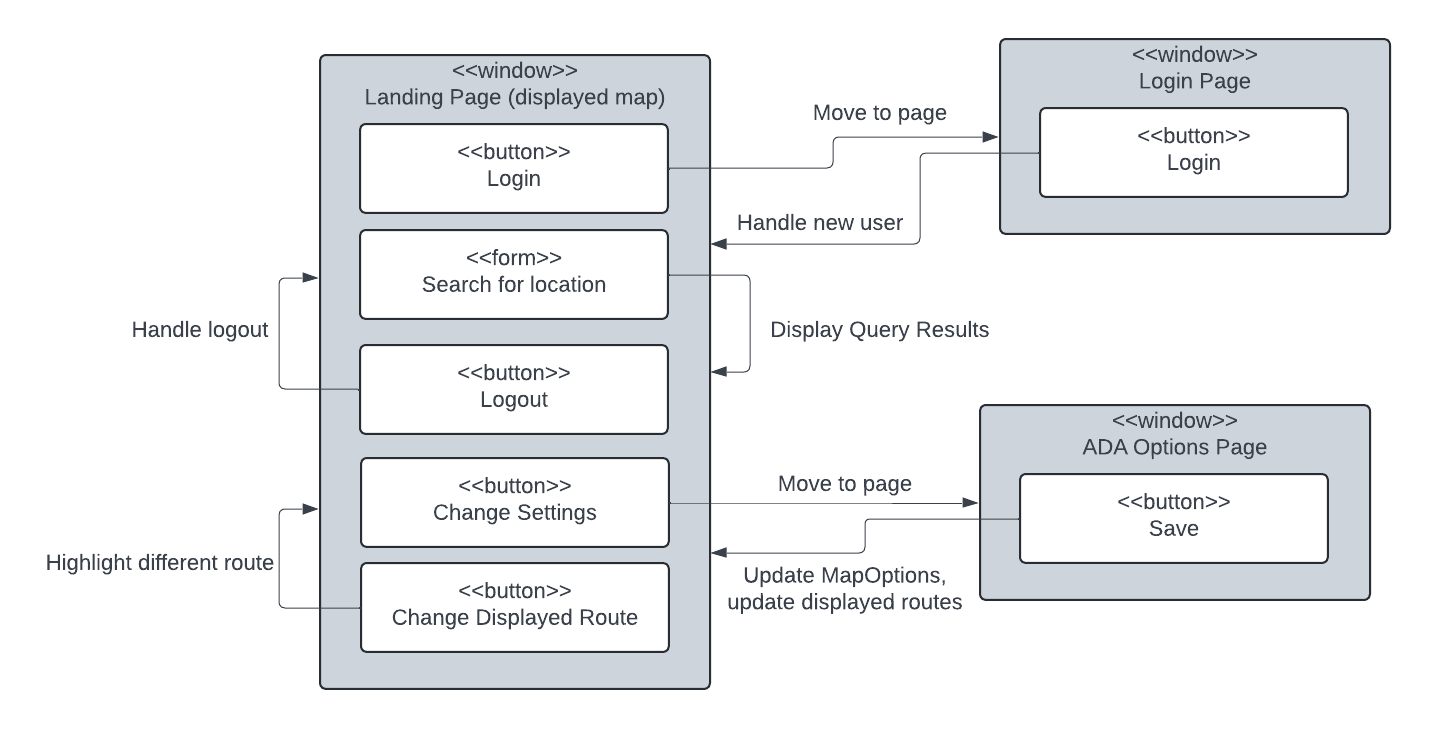 <<window>>
Landing Page (displayed map)
<<button>>
Login
<<form>>
Search for location
<<button>>
Logout
<<button>>
Change Settings
<<button>>
Change Displayed Route
Handle logout
Highlight different route
Move to page
Handle new user
Display Query Results
Move to page
Update MapOptions,
update displayed routes
<<window>>
Login Page
<<button>>
Login
<<window>>
ADA Options Page
<<button>>
Save